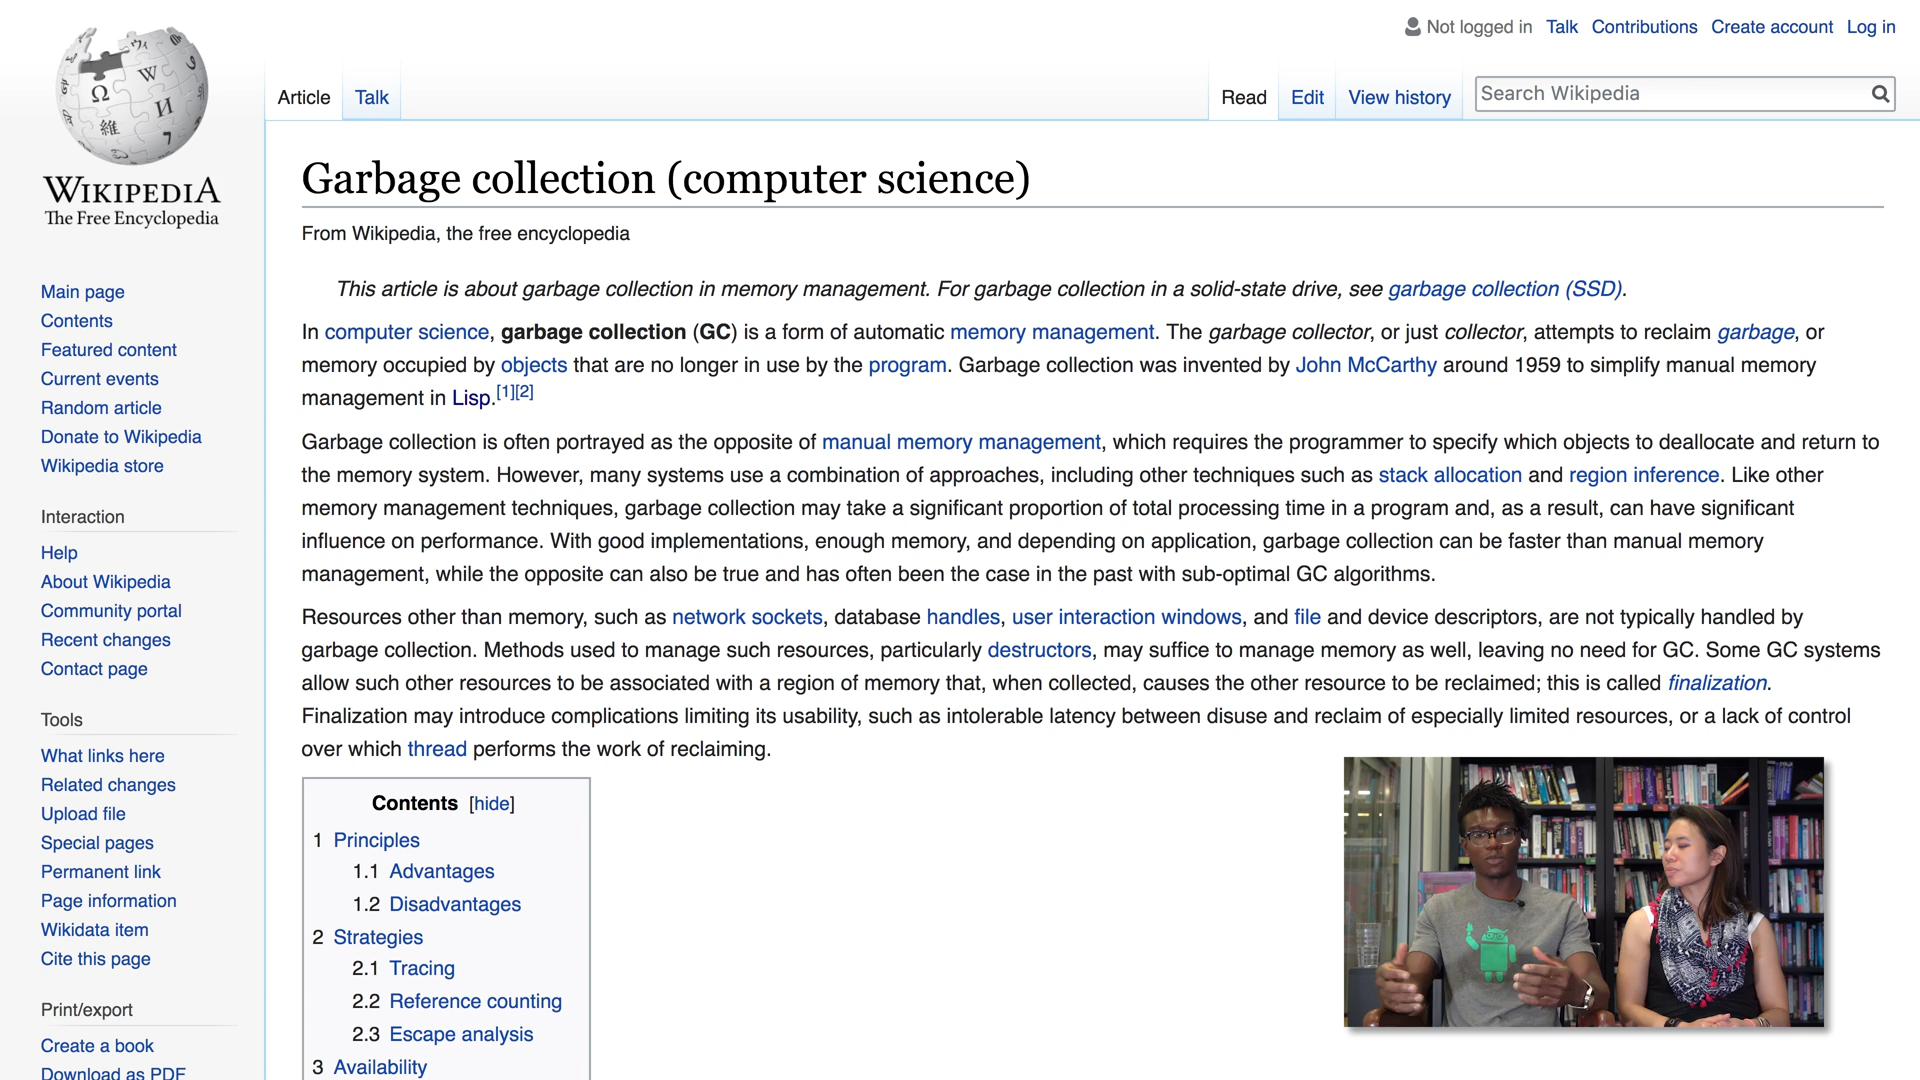 Not logged in Talk Contributions Create account Log in
Article Talk Read Edit View history Search Wikipedia
WIKIPEDIA
The Free Encyclopedia
Main page
Contents
Featured content
Current events
Random article
Donate to Wikipedia
Wikipedia store
Interaction
Help
About Wikipedia
Community portal
Recent changes
Contact page
Tools
What links here
Related changes
Upload file
Special pages
Permanent link
Page information
Wikidata item
Cite this page
Print/export
Create a book
Download as PDF
Garbage collection (computer science)
From Wikipedia, the free encyclopedia
This article is about garbage collection in memory management. For garbage collection in a solid-state drive, see garbage collection (SSD).
In computer science, garbage collection (GC) is a form of automatic memory management. The garbage collector, or just collector, attempts to reclaim garbage, or
memory occupied by objects that are no longer in use by the program. Garbage collection was invented by John McCarthy around 1959 to simplify manual memory
management in Lisp.[1][2]
Garbage collection is often portrayed as the opposite of manual memory management, which requires the programmer to specify which objects to deallocate and return to
the memory system. However, many systems use a combination of approaches, including other techniques such as stack allocation and region inference. Like other
memory management techniques, garbage collection may take a significant proportion of total processing time in a program and, as a result, can have significant
influence on performance. With good implementations, enough memory, and depending on application, garbage collection can be faster than manual memory
management, while the opposite can also be true and has often been the case in the past with sub-optimal GC algorithms.
Resources other than memory, such as network sockets, database handles, user interaction windows, and file and device descriptors, are not typically handled by
garbage collection. Methods used to manage such resources, particularly destructors, may suffice to manage memory as well, leaving no need for GC. Some GC systems
allow such other resources to be associated with a region of memory that, when collected, causes the other resource to be reclaimed; this is called finalization.
Finalization may introduce complications limiting its usability, such as intolerable latency between disuse and reclaim of especially limited resources, or a lack of control
over which thread performs the work of reclaiming.
Contents [hide]
1 Principles
1.1 Advantages
1.2 Disadvantages
2 Strategies
2.1 Tracing
2.2 Reference counting
2.3 Escape analysis
3 Availability